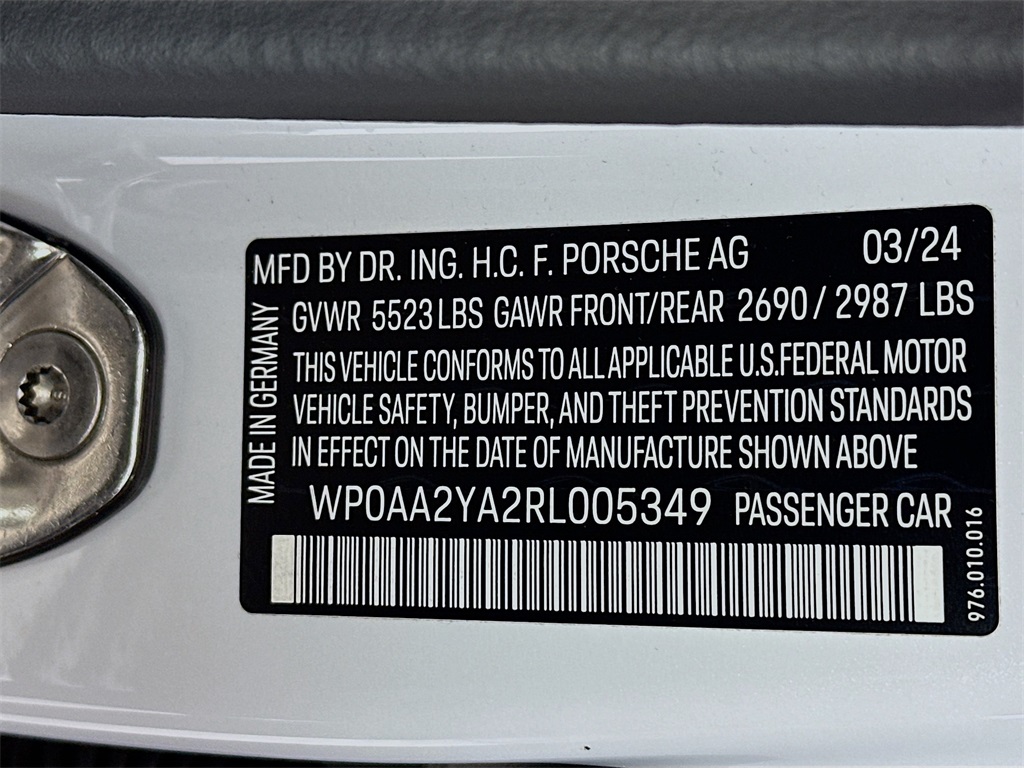 MFD BY DR. ING. H.C. F. PORSCHE AG 03/24
GVWR 5523 LBS GAWR FRONT/REAR 2690 / 2987 LBS
THIS VEHICLE CONFORMS TO ALL APPLICABLE U.S. FEDERAL MOTOR
VEHICLE SAFETY, BUMPER, AND THEFT PREVENTION STANDARDS
IN EFFECT ON THE DATE OF MANUFACTURE SHOWN ABOVE
WP0AA2YA2RL005349 PASSENGER CAR
MADE IN GERMANY
976.010.016